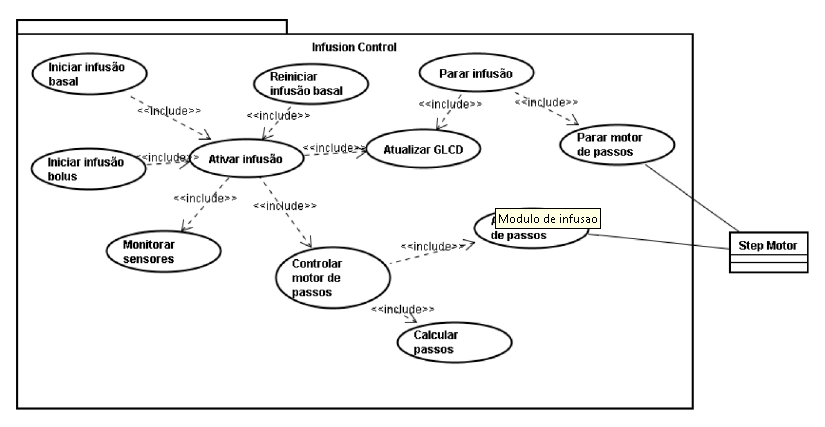 Infusion Control
Iniciar infusão
basal
Reiniciar
infusão basal
Parar infusão
<<include>>
<<include>>
<<include>>
<<include>>
Parar motor
de passos
Iniciar infusão
bolus
<<include>>
Ativar infusão
<<include>>
Atualizar GLCD
<<include>>
<<include>>
Modulo de infusao
de passos
Monitorar
sensores
<<include>>
Step Motor
Controlar
motor de
passos
<<include>>
Calcular
passos